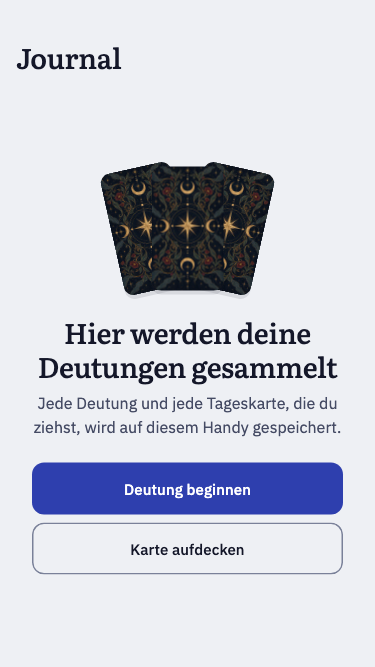 Journal
Hier werden deine
Deutungen gesammelt
Jede Deutung und jede Tageskarte, die du
ziehst, wird auf diesem Handy gespeichert.
Deutung beginnen
Karte aufdecken